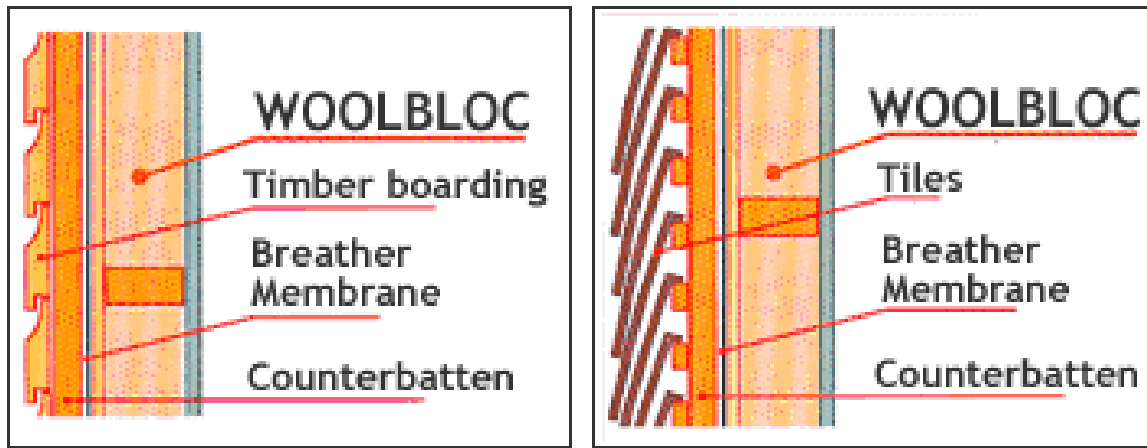 WOOLBLOC
Timber boarding
Breather
Membrane
Counterbatten
WOOLBLOC
Tiles
Breather
Membrane
Counterbatten